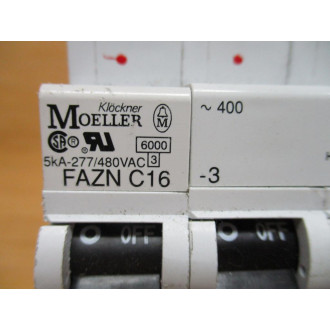 Klöckner
MOELLER
6000
3
5kA-277/480VAC
FAZN C16
~ 400
-3
OFF
OFF